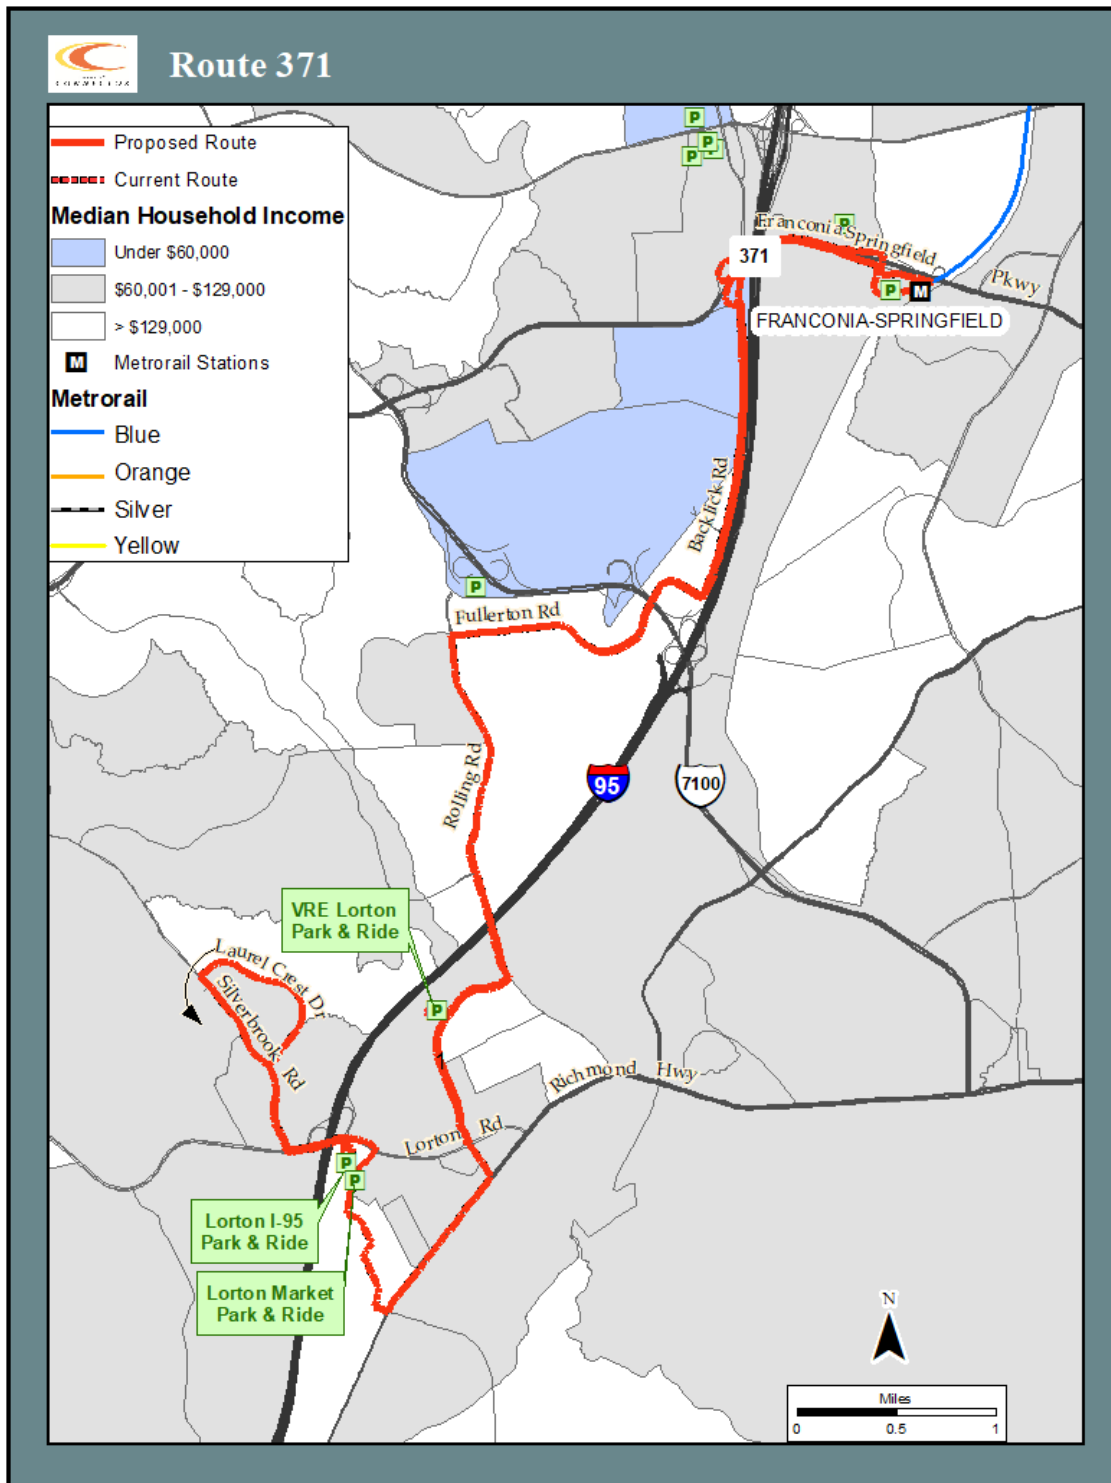 CONNECTOR
Route 371
Proposed Route
Current Route
Median Household Income
Under $60,000
$60,001 - $129,000
> $129,000
M
Metrorail Stations
Metrorail
Blue
Orange
Silver
Yellow
P
P
P
P
P
Franconia
Springfield
Pkwy
371
P
M
FRANCONIA-SPRINGFIELD
Backlick Rd
P
Fullerton Rd
Rolling Rd
95
7100
VRE Lorton
Park & Ride
P
Laurel Crest Dr
Silverbrook Rd
Richmond Hwy
Lorton Rd
P
P
Lorton I-95
Park & Ride
Lorton Market
Park & Ride
N
Miles
0 0.5 1